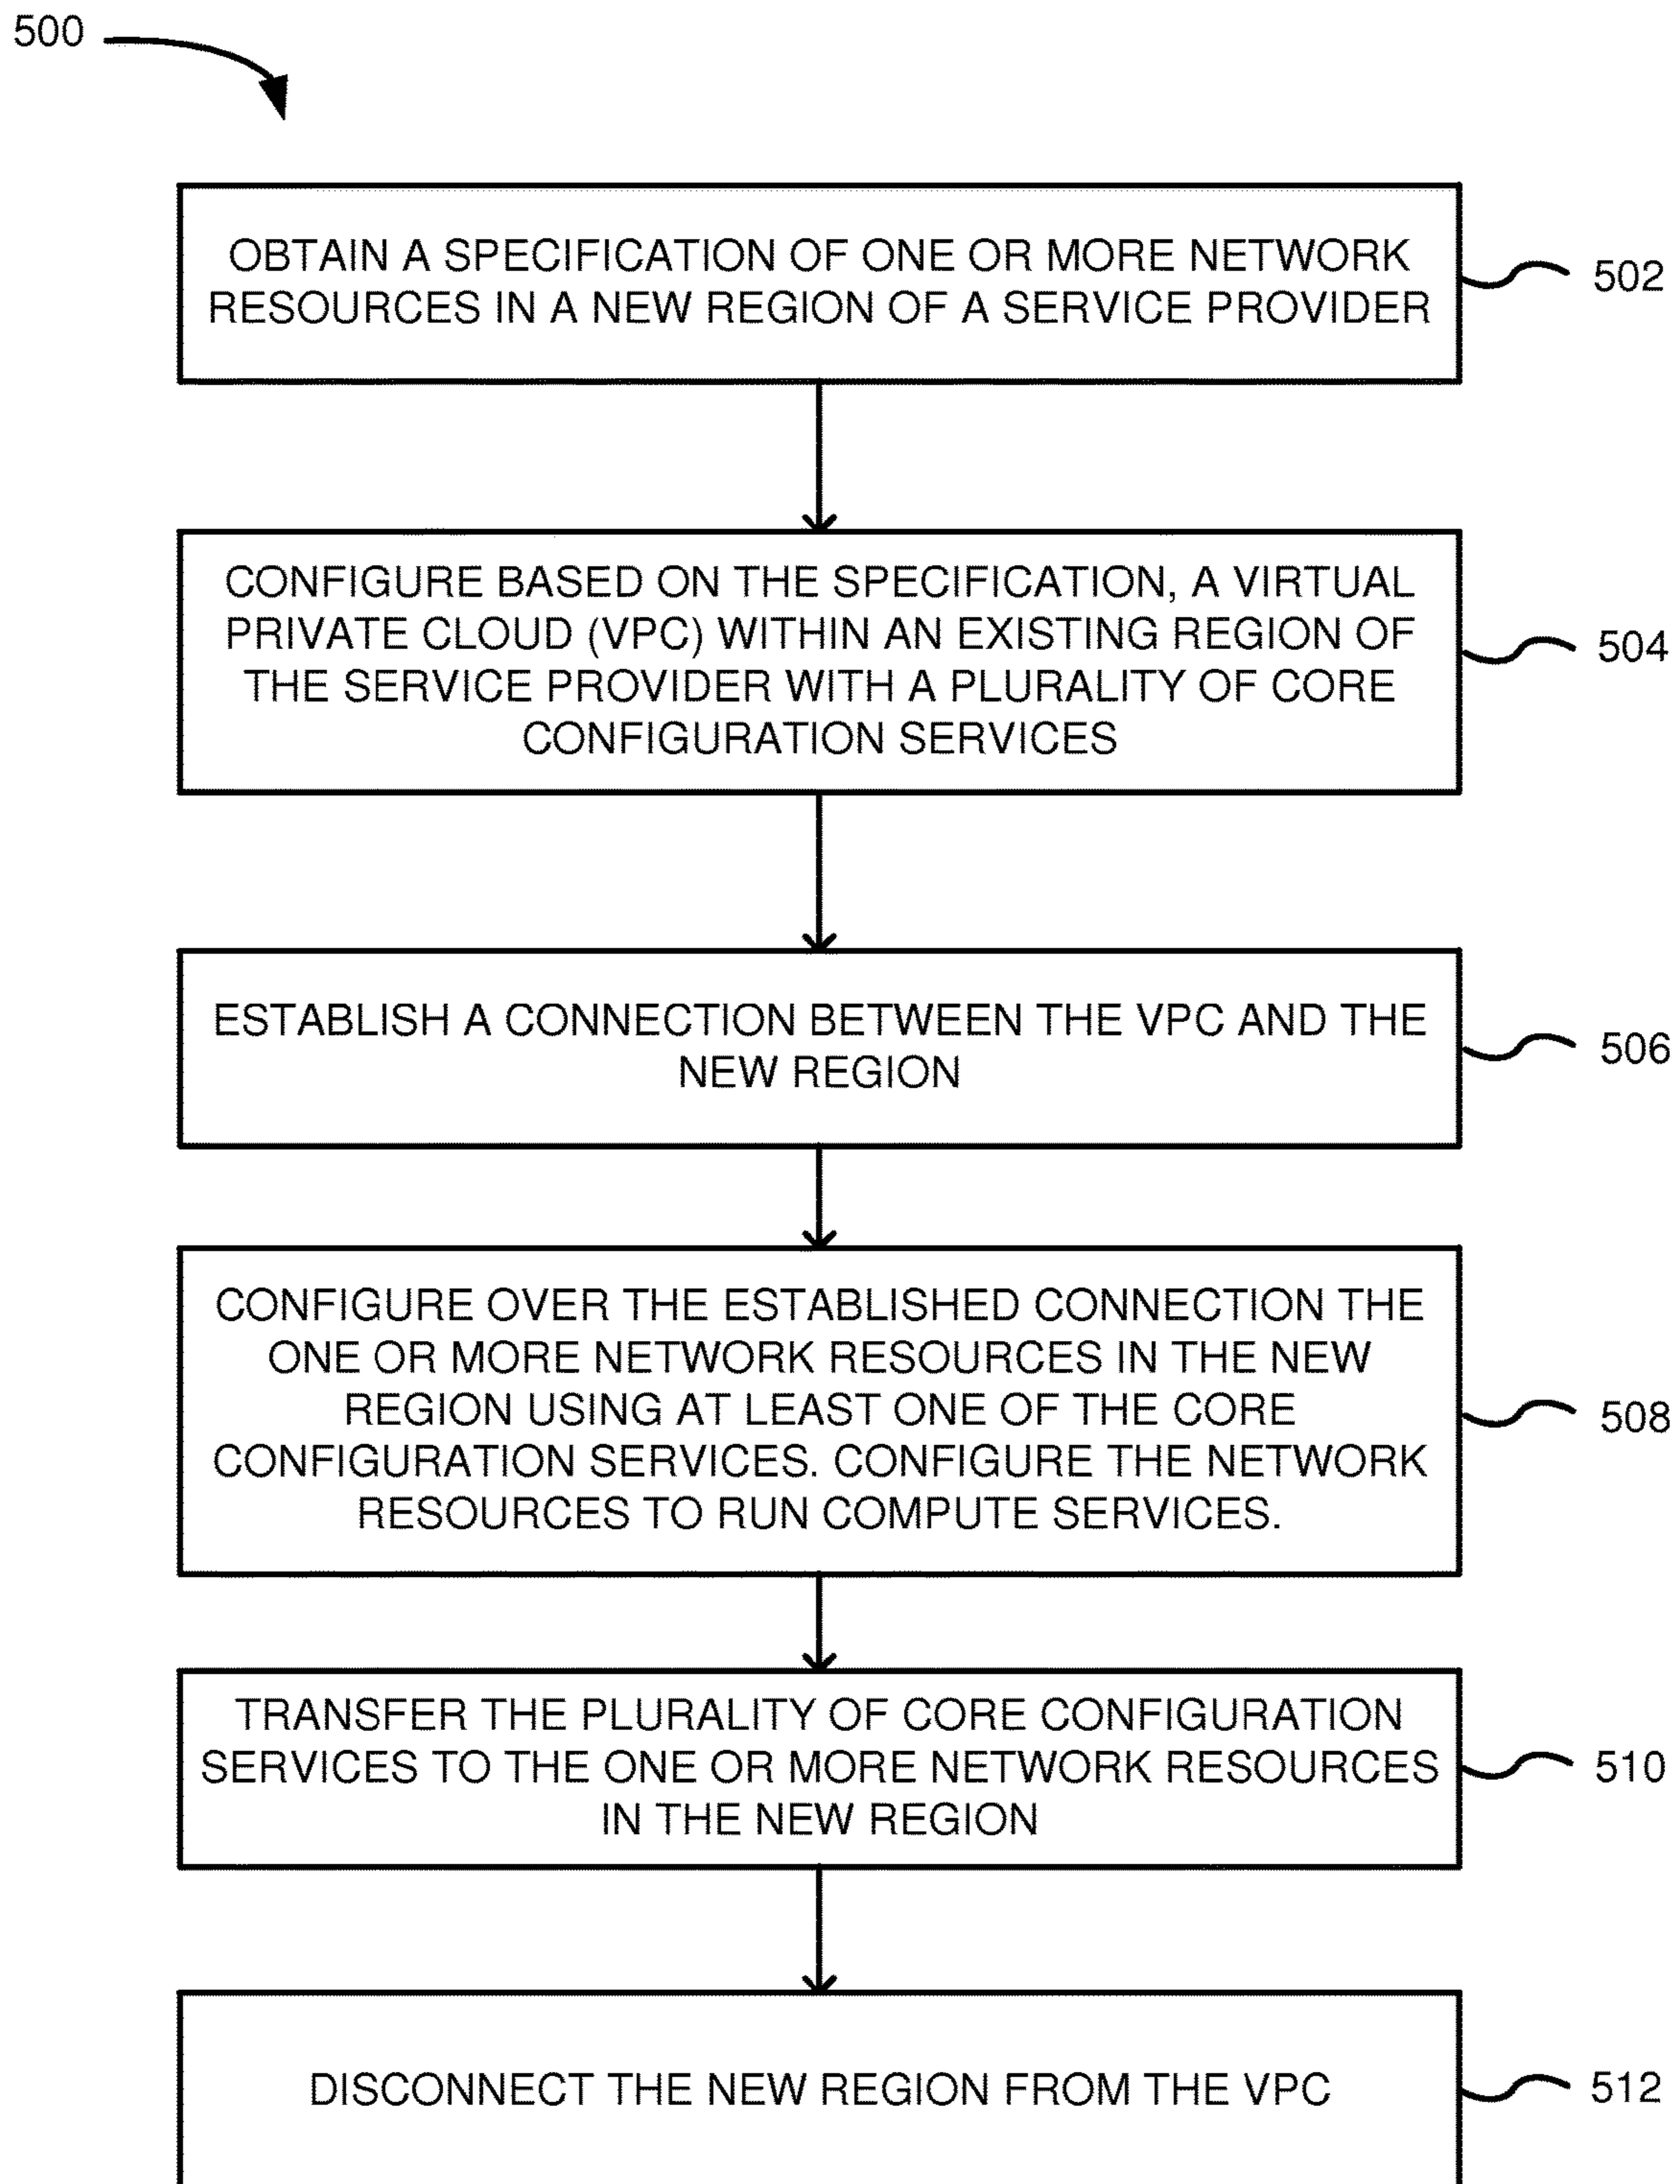 500
OBTAIN A SPECIFICATION OF ONE OR MORE NETWORK
RESOURCES IN A NEW REGION OF A SERVICE PROVIDER
502
CONFIGURE BASED ON THE SPECIFICATION, A VIRTUAL
PRIVATE CLOUD (VPC) WITHIN AN EXISTING REGION OF
THE SERVICE PROVIDER WITH A PLURALITY OF CORE
CONFIGURATION SERVICES
504
ESTABLISH A CONNECTION BETWEEN THE VPC AND THE
NEW REGION
506
CONFIGURE OVER THE ESTABLISHED CONNECTION THE
ONE OR MORE NETWORK RESOURCES IN THE NEW
REGION USING AT LEAST ONE OF THE CORE
CONFIGURATION SERVICES. CONFIGURE THE NETWORK
RESOURCES TO RUN COMPUTE SERVICES.
508
TRANSFER THE PLURALITY OF CORE CONFIGURATION
SERVICES TO THE ONE OR MORE NETWORK RESOURCES
IN THE NEW REGION
510
DISCONNECT THE NEW REGION FROM THE VPC
512